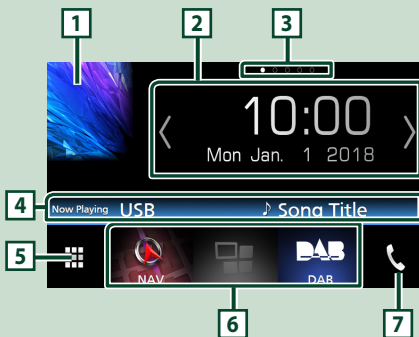 1
2
3
10:00
Mon Jan. 1 2018
4
Now Playing USB ♪ Song Title
5
NAV
DAB
DAB
6
7